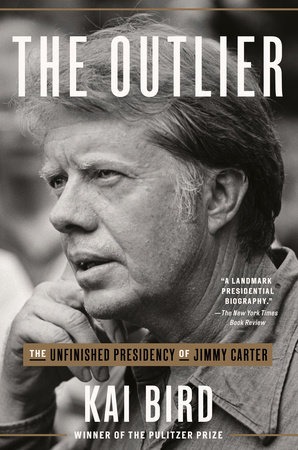 THE OUTLIER
“A LANDMARK
PRESIDENTIAL
BIOGRAPHY.”
—The New York Times
Book Review
THE UNFINISHED PRESIDENCY OF JIMMY CARTER
KAI BIRD
WINNER OF THE PULITZER PRIZE